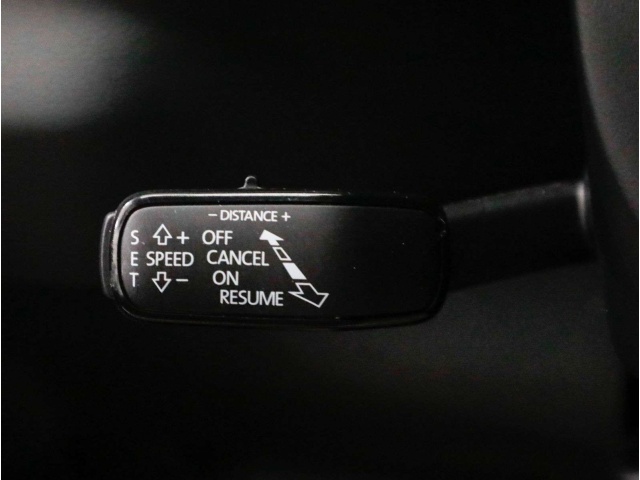 − DISTANCE +
S + OFF
E SPEED CANCEL
T − ON
RESUME